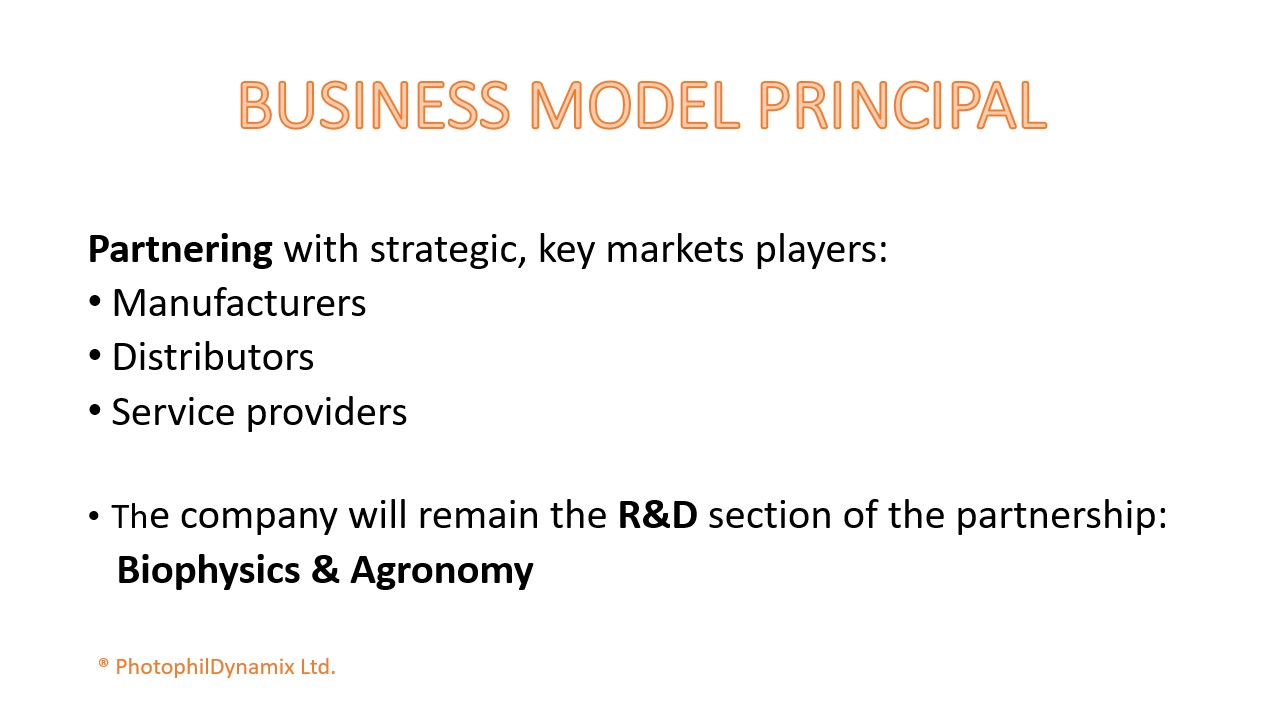 BUSINESS MODEL PRINCIPAL
Partnering with strategic, key markets players:
• Manufacturers
• Distributors
• Service providers
• The company will remain the R&D section of the partnership:
Biophysics & Agronomy
® PhotophilDynamix Ltd.